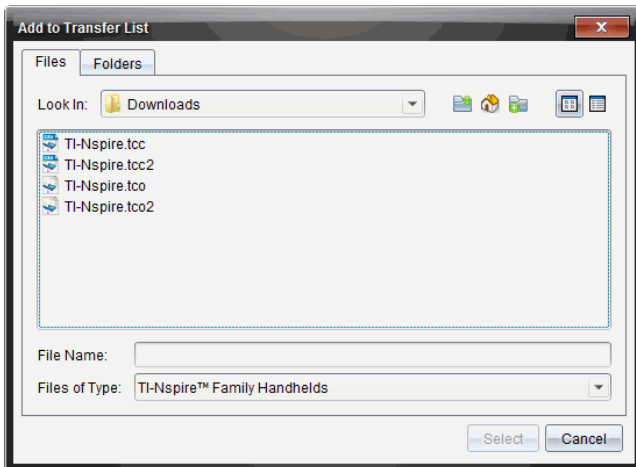 Add to Transfer List
Files Folders
Look In: Downloads
TI-Nspire.tcc
TI-Nspire.tcc2
TI-Nspire.tco
TI-Nspire.tco2
File Name:
Files of Type: TI-Nspire™ Family Handhelds
Select Cancel